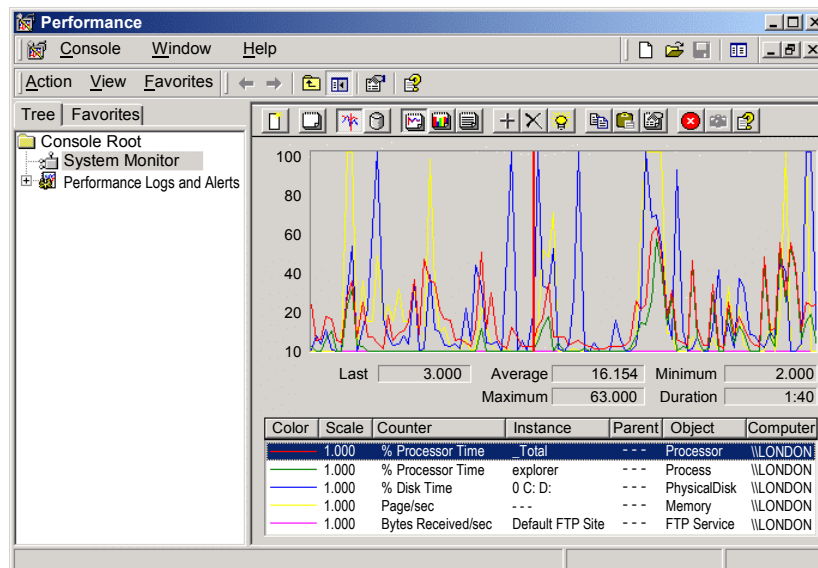 Performance
Console Window Help
Action View Favorites
Tree Favorites
Console Root
System Monitor
Performance Logs and Alerts
100
80
60
40
20
10
Last 3.000 Average 16.154 Minimum 2.000
Maximum 63.000 Duration 1:40
Color Scale Counter Instance Parent Object Computer
1.000 % Processor Time _Total - - - Processor \\LONDON
1.000 % Processor Time explorer - - - Process \\LONDON
1.000 % Disk Time 0 C: D: - - - PhysicalDisk \\LONDON
1.000 Page/sec - - - - - - Memory \\LONDON
1.000 Bytes Received/sec Default FTP Site - - - FTP Service \\LONDON